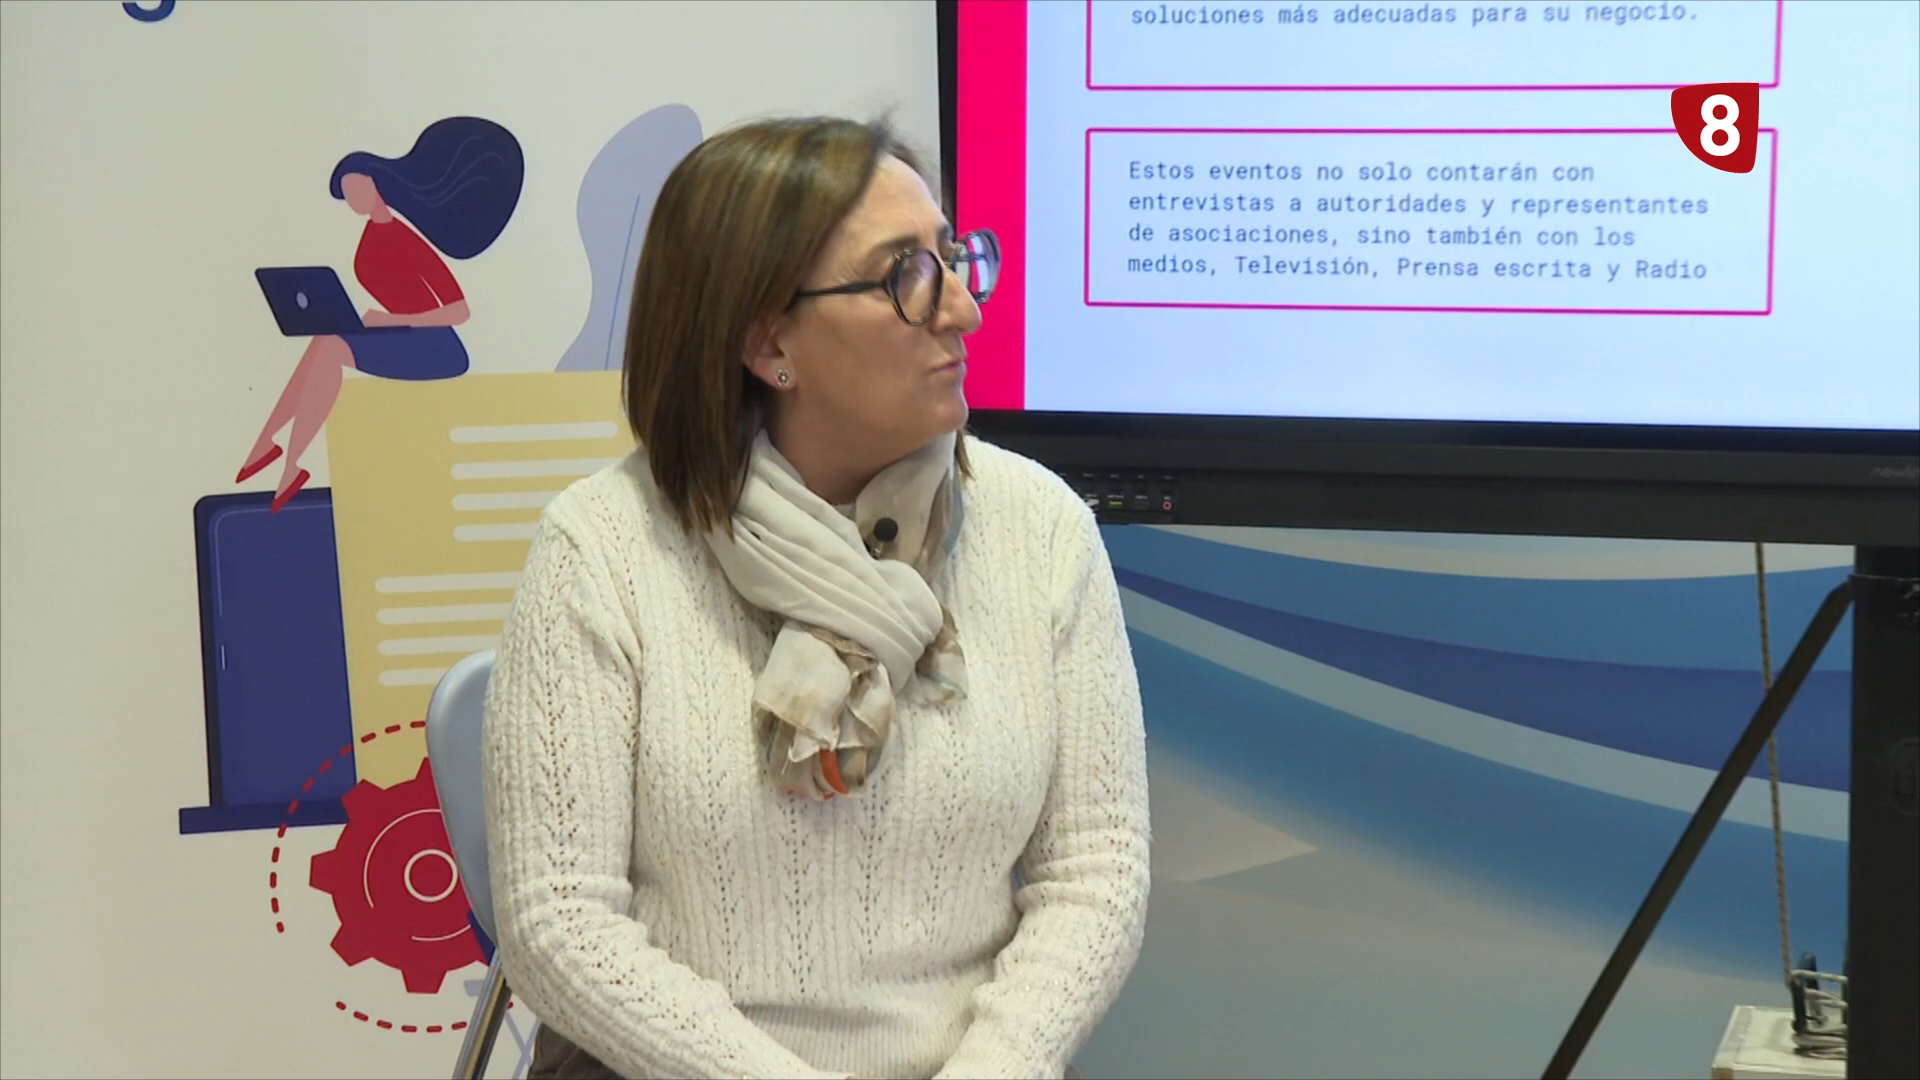 soluciones más adecuadas para su negocio.
8
Estos eventos no solo contarán con
entrevistas a autoridades y representantes
de asociaciones, sino también con los
medios, Televisión, Prensa escrita y Radio